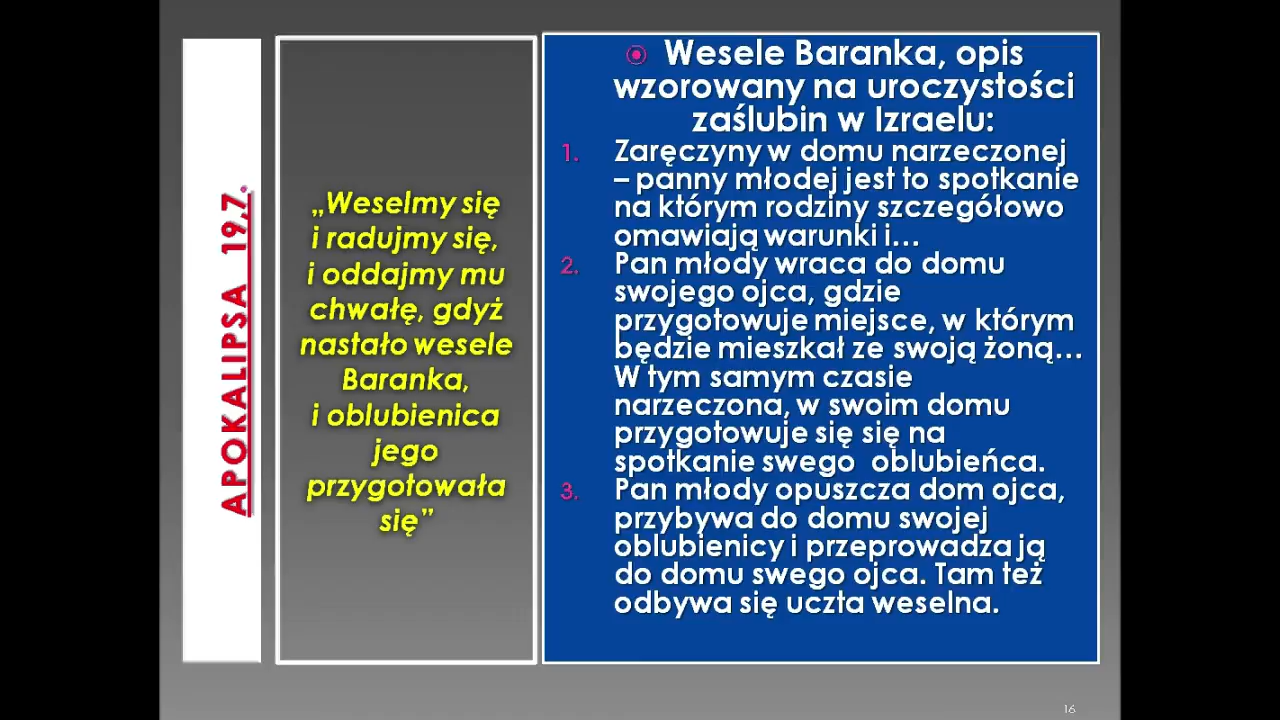 APOKALIPSA 19,7.
„Weselmy się
i radujmy się,
i oddajmy mu
chwałę, gdyż
nastało wesele
Baranka,
i oblubienica
jego
przygotowała
się”
Wesele Baranka, opis
wzorowany na uroczystości
zaślubin w Izraelu:
1. Zaręczyny w domu narzeczonej
– panny młodej jest to spotkanie
na którym rodziny szczegółowo
omawiają warunki i…
2. Pan młody wraca do domu
swojego ojca, gdzie
przygotowuje miejsce, w którym
będzie mieszkał ze swoją żoną…
W tym samym czasie
narzeczona, w swoim domu
przygotowuje się się na
spotkanie swego oblubieńca.
3. Pan młody opuszcza dom ojca,
przybywa do domu swojej
oblubienicy i przeprowadza ją
do domu swego ojca. Tam też
odbywa się uczta weselna.
16